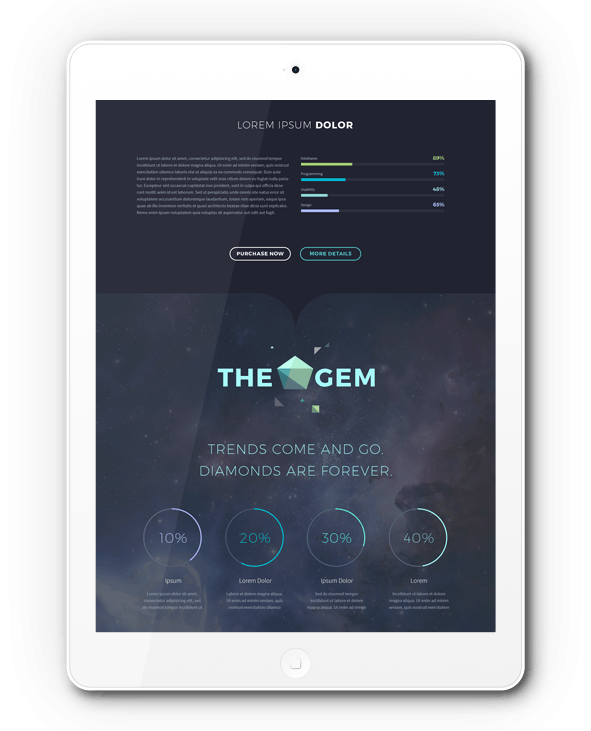 LOREM IPSUM DOLOR
Lorem ipsum dolor amet, consectetur adipiscing elit, sed do eiusmod tempor
incididunt ut labore et dolore magna aliqua. Ut enim ad minim veniam, quis nostrud
exercitation ullamco laboris nisi ut aliquip ex ea commodo consequat. Duis aute
irure dolor in reprehenderit in voluptate velit esse cillum dolore eu fugiat nulla paria
tur. Excepteur sint occaecat cupidatat non proident, sunt in culpa qui officia dese
runt mollit anim id est laborum. Sed ut perspiciatis unde omnis iste natus error sit
voluptatem accusantium doloremque laudantium, totam rem aperiam, eaque ipsa
quae ab illo inventore veritatis et quasi architecto beatae vitae dicta sunt explicabo.
Nemo enim ipsam voluptatem quia voluptas sit aspernatur aut odit aut fugit.
Databases 89%
Programming 73%
Usability 45%
Design 65%
PURCHASE NOW MORE DETAILS
THE GEM
TRENDS COME AND GO.
DIAMONDS ARE FOREVER.
10% 20% 30% 40%
Ipsum Lorem Dolor Ipsum Dolor Lorem
Lorem ipsum dolor sit amet,
consectetur adipiscing elit, sed
do eiusmod tempor incididunt ut
Labore et dolore magna
aliqua. Ut enim ad minim veniam, quis
nostrud exercitation ullamco
Sed do eiusmod tempor
incididunt ut labore et dolore
magna aliqua. Ut enim ad minim
Incididunt ut labore et dolore
magna aliqua. Ut enim ad minim
veniam, quis nostrud exercitation